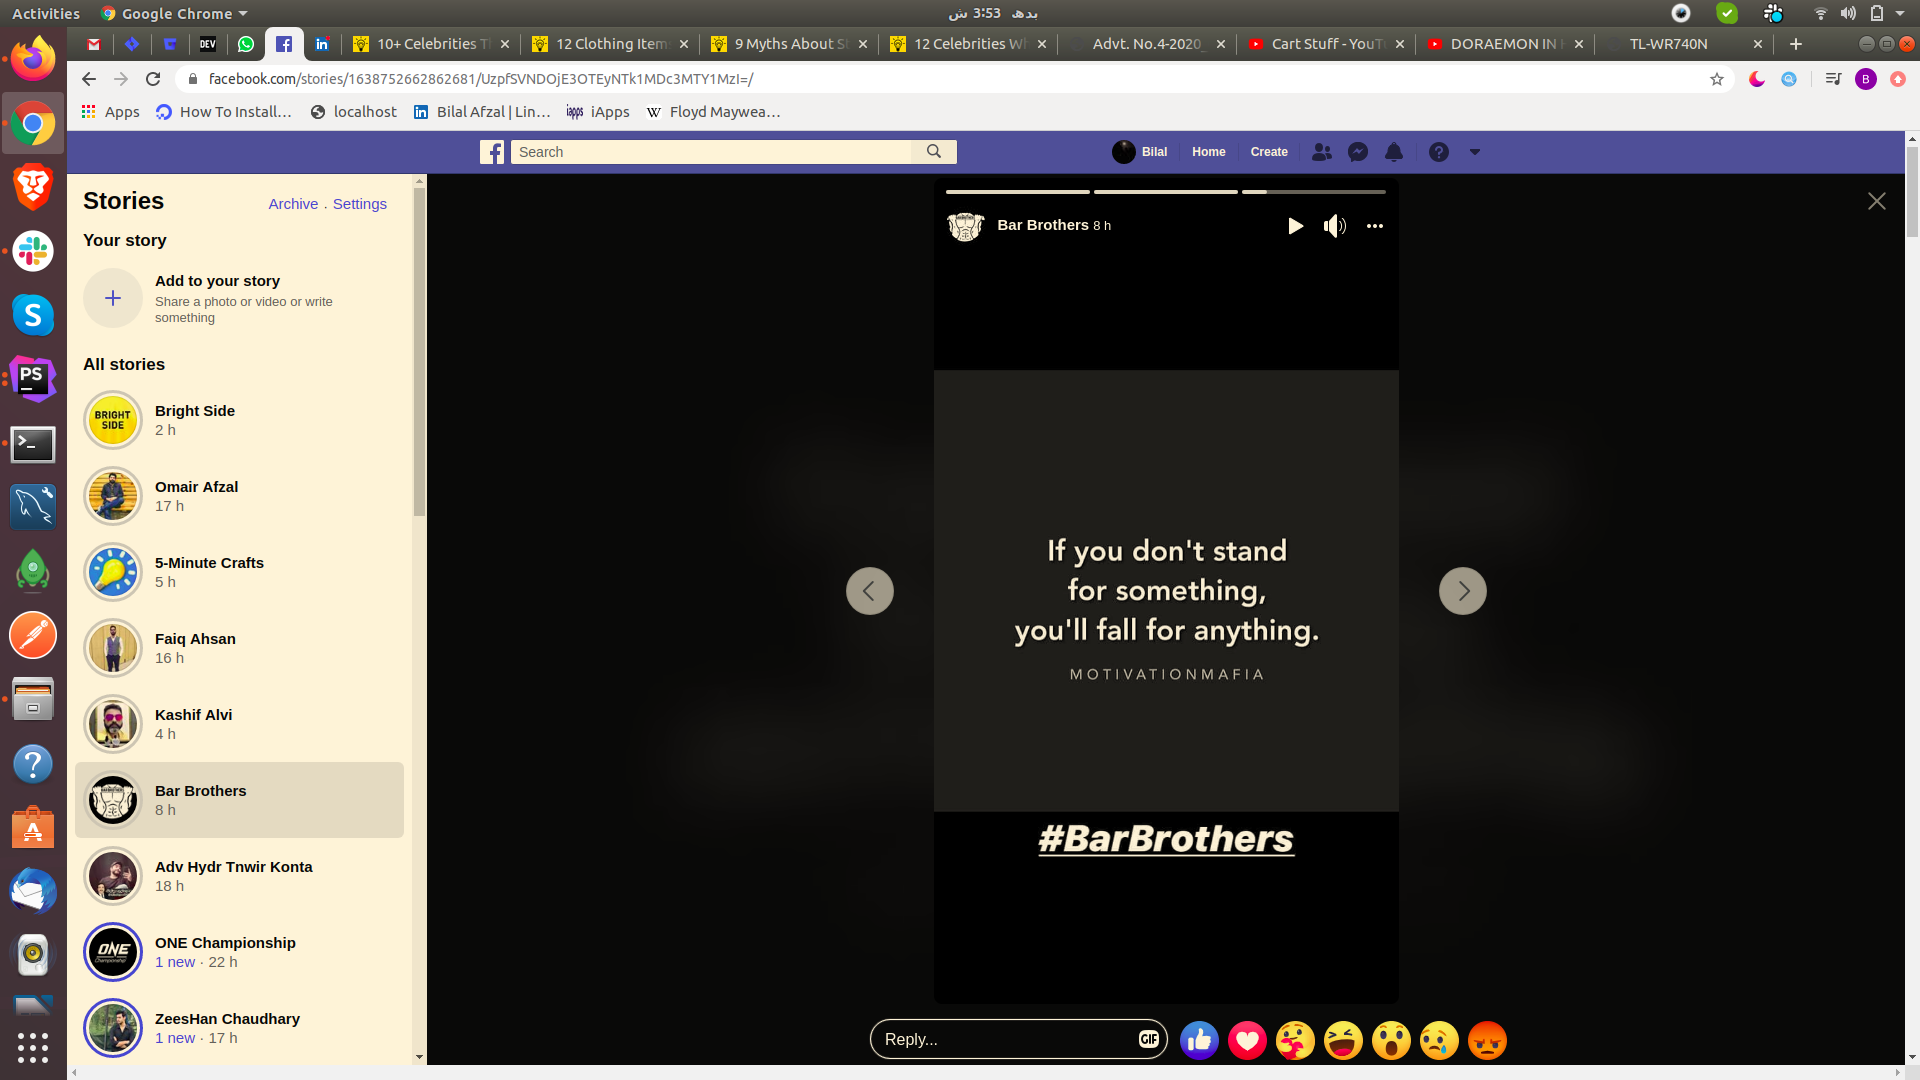 Activities
Google Chrome
بدھ 3:53 ش
10+ Celebrities T
12 Clothing Item
9 Myths About S
12 Celebrities W
Advt. No.4-2020_
Cart Stuff - YouT
DORAEMON IN
TL-WR740N
facebook.com/stories/1638752662862681/UzpfSVNDOjE3OTEyNTk1MDc3MTY1MzI=/
Apps
How To Install…
localhost
Bilal Afzal | Lin…
iApps
Floyd Maywea…
Search
Bilal
Home
Create
Stories
Archive . Settings
Your story
Add to your story
Share a photo or video or write
something
All stories
BRIGHT
SIDE
Bright Side
2 h
Omair Afzal
17 h
5-Minute Crafts
5 h
Faiq Ahsan
16 h
Kashif Alvi
4 h
Bar Brothers
8 h
Adv Hydr Tnwir Konta
18 h
ONE
Championship
ONE Championship
1 new · 22 h
ZeesHan Chaudhary
1 new · 17 h
Bar Brothers 8 h
If you don't stand
for something,
you'll fall for anything.
MOTIVATIONMAFIA
#BarBrothers
Reply...
GIF